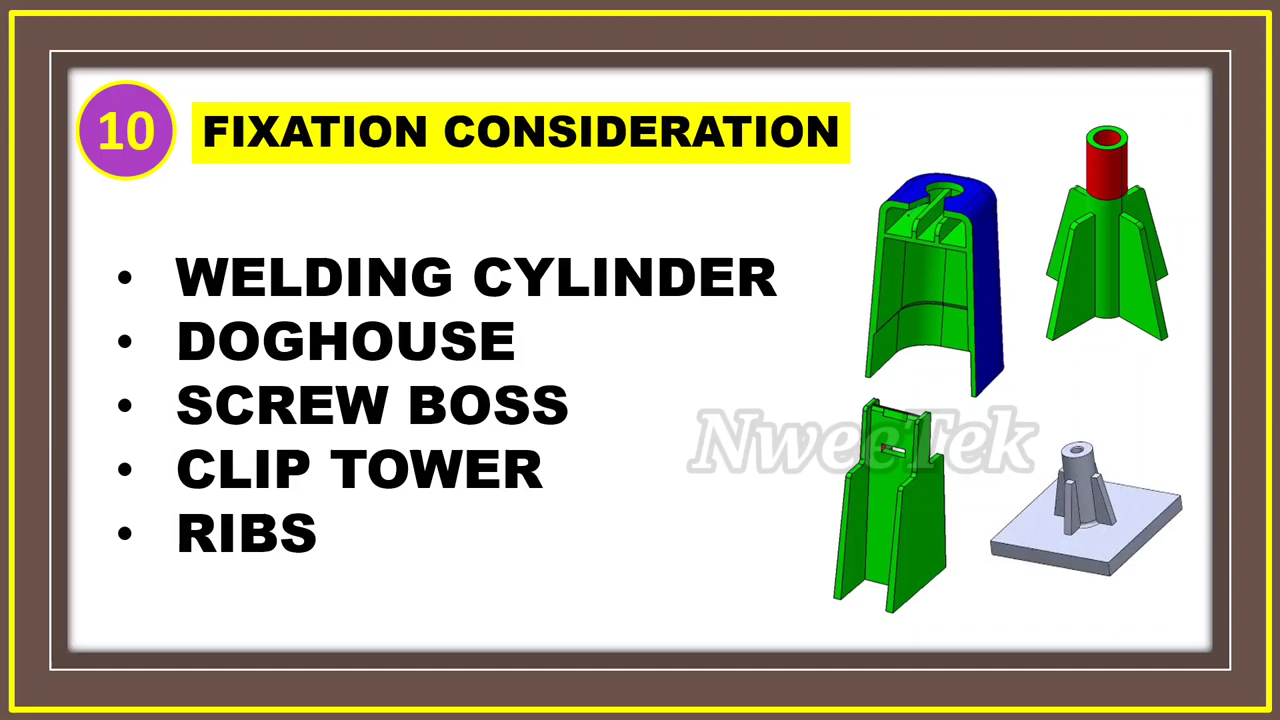 10
FIXATION CONSIDERATION
• WELDING CYLINDER
• DOGHOUSE
• SCREW BOSS
• CLIP TOWER
• RIBS
NweeTek